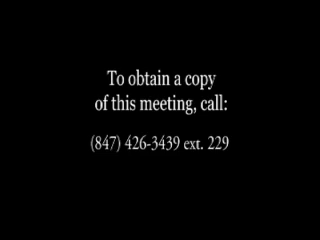 To obtain a copy
of this meeting, call:
(847) 426-3439 ext. 229